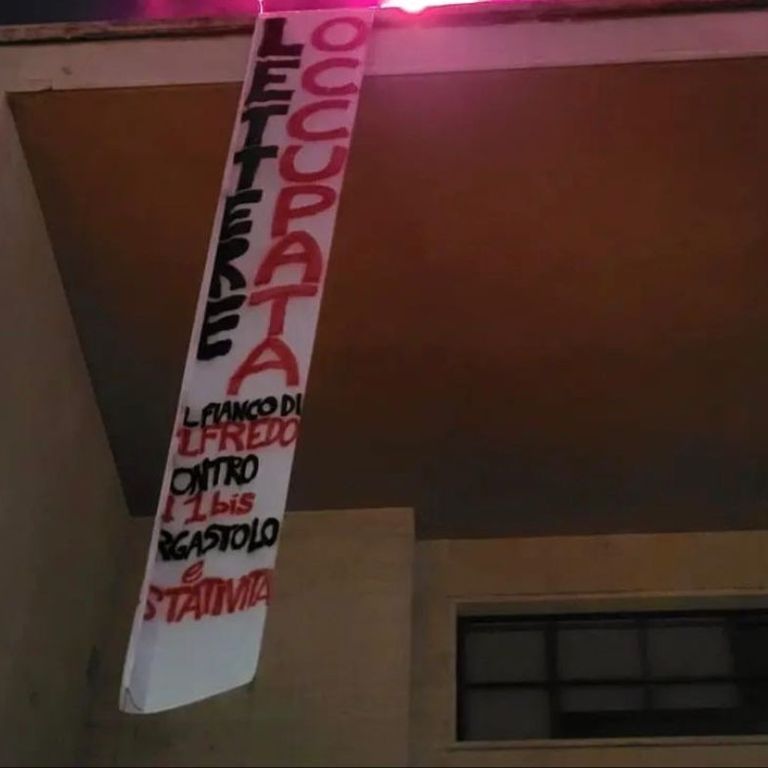 LETTERE
OCCUPATA
L FIANCO DI
LFREDO
ONTRO
1 bis
RGASTOLO
e
STATIVITA